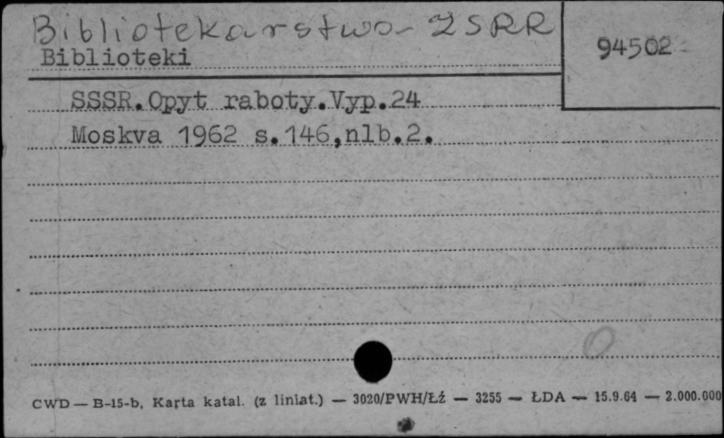 Bibliotekarstwo - ZSRR
94502
Biblioteki
SSSR.Opyt raboty.Vyp.24
Moskva 1962 s.146,nlb.2.
0
CWD — B-15-b, Karta katal. (z liniat.) — 3020/PWH/Łź — 3255 — ŁDA — 15.9.64 — 2.000.000